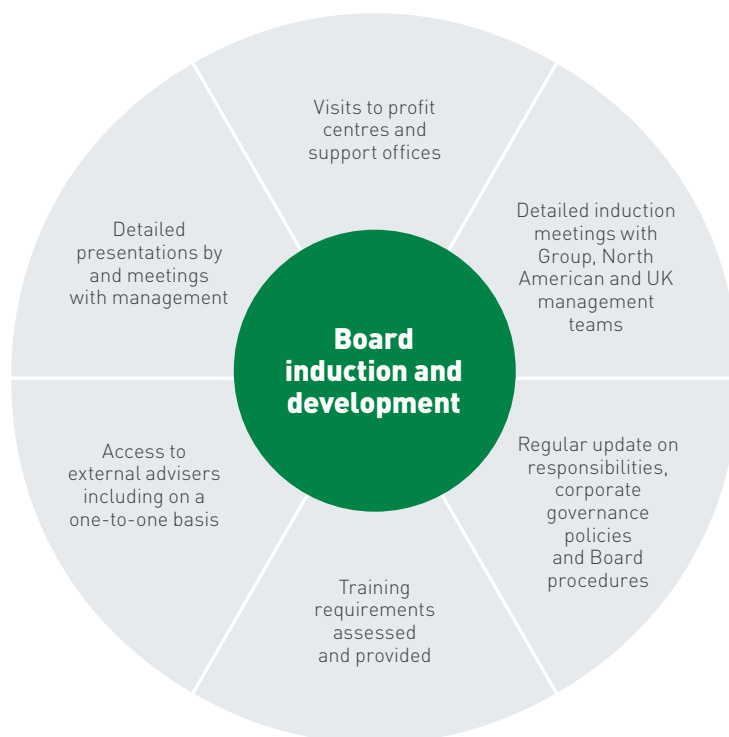 Visits to profit
centres and
support offices
Detailed induction
meetings with
Group, North
American and UK
management
teams
Regular update on
responsibilities,
corporate
governance
policies
and Board
procedures
Training
requirements
assessed
and provided
Access to
external advisers
including on a
one-to-one basis
Detailed
presentations by
and meetings
with management
Board
induction and
development